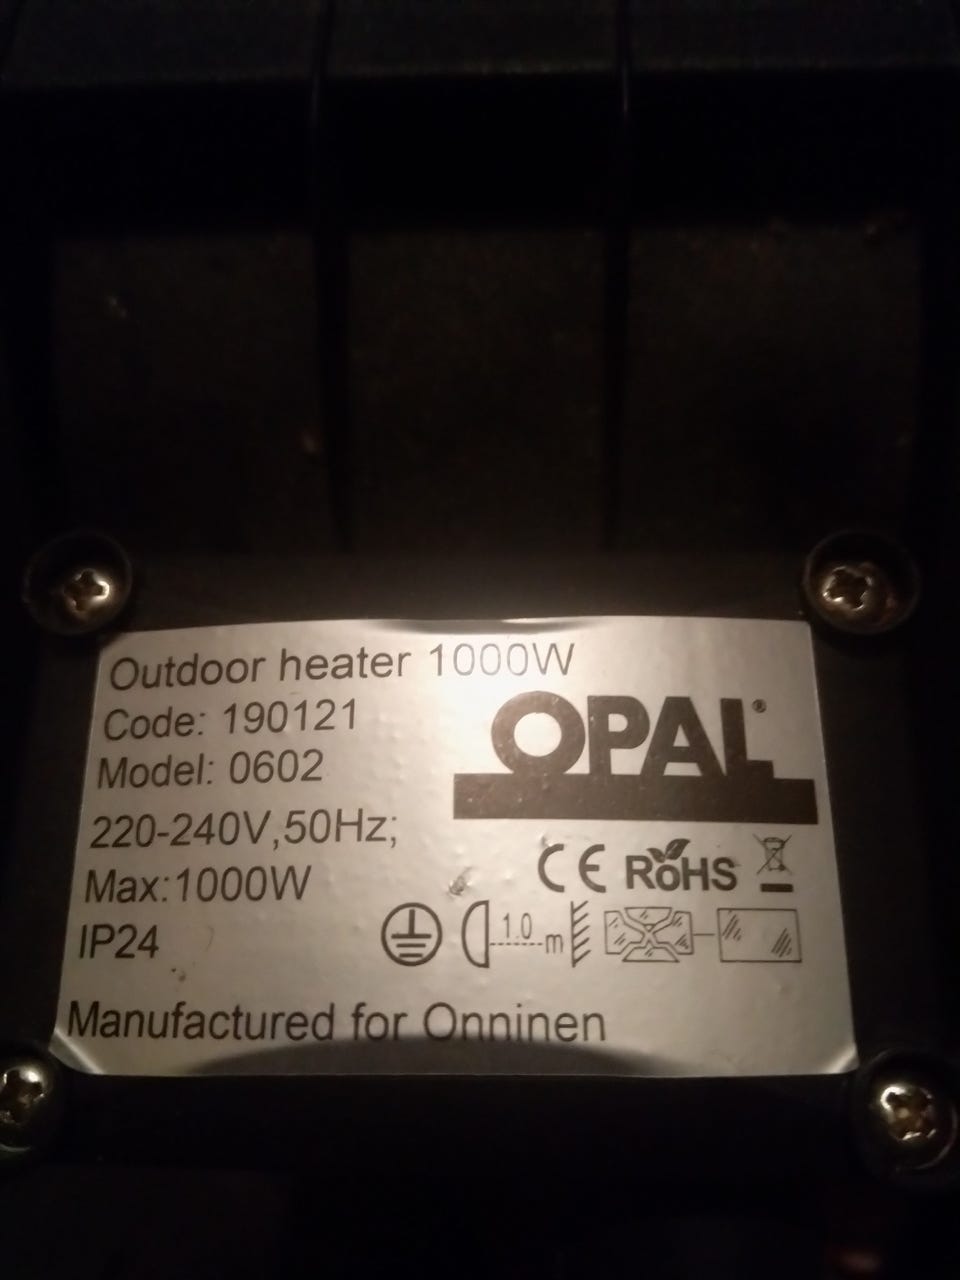 Outdoor heater 1000W
Code: 190121
OPAL®
Model: 0602
220-240V,50Hz;
Max:1000W
CE RoHS
IP24
1.0 m
Manufactured for Onninen